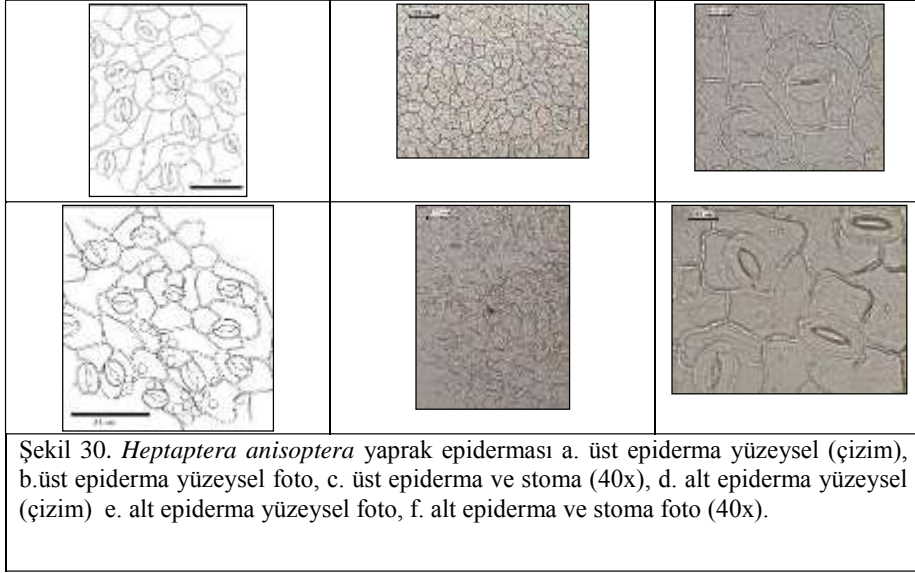 Şekil 30. Heptaptera anisoptera yaprak epiderması a. üst epiderma yüzeysel (çizim),
b.üst epiderma yüzeysel foto, c. üst epiderma ve stoma (40x), d. alt epiderma yüzeysel
(çizim) e. alt epiderma yüzeysel foto, f. alt epiderma ve stoma foto (40x).